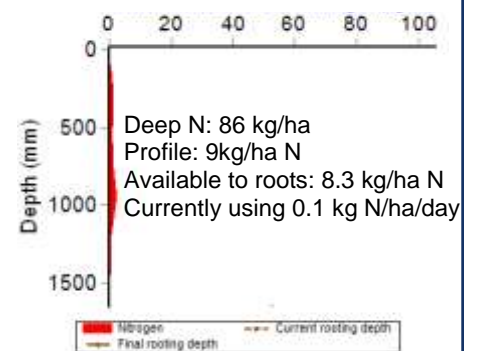 0 20 40 60 80 100
0
500
1000
1500
Depth (mm)
Deep N: 86 kg/ha
Profile: 9kg/ha N
Available to roots: 8.3 kg/ha N
Currently using 0.1 kg N/ha/day
Nitrogen Current rooting depth
Final rooting depth